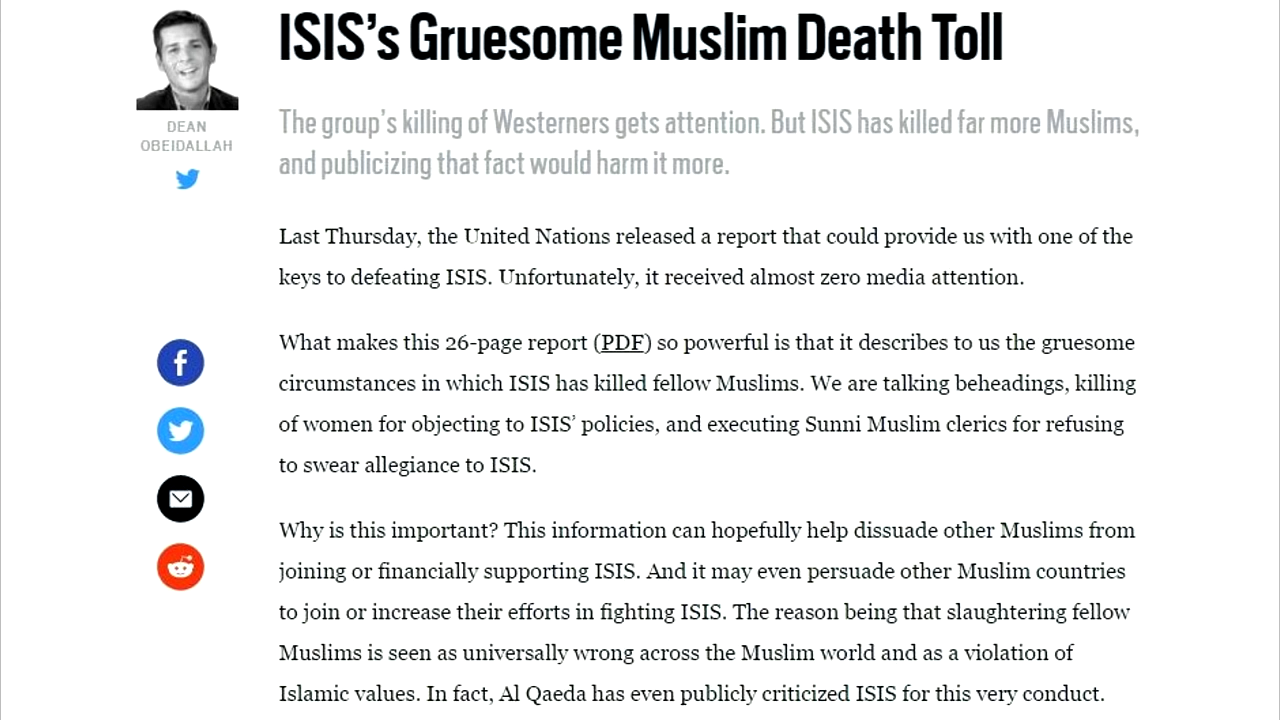 ISIS’s Gruesome Muslim Death Toll
DEAN
OBEIDALLAH
The group’s killing of Westerners gets attention. But ISIS has killed far more Muslims,
and publicizing that fact would harm it more.
Last Thursday, the United Nations released a report that could provide us with one of the
keys to defeating ISIS. Unfortunately, it received almost zero media attention.
What makes this 26-page report (PDF) so powerful is that it describes to us the gruesome
circumstances in which ISIS has killed fellow Muslims. We are talking beheadings, killing
of women for objecting to ISIS’ policies, and executing Sunni Muslim clerics for refusing
to swear allegiance to ISIS.
Why is this important? This information can hopefully help dissuade other Muslims from
joining or financially supporting ISIS. And it may even persuade other Muslim countries
to join or increase their efforts in fighting ISIS. The reason being that slaughtering fellow
Muslims is seen as universally wrong across the Muslim world and as a violation of
Islamic values. In fact, Al Qaeda has even publicly criticized ISIS for this very conduct.